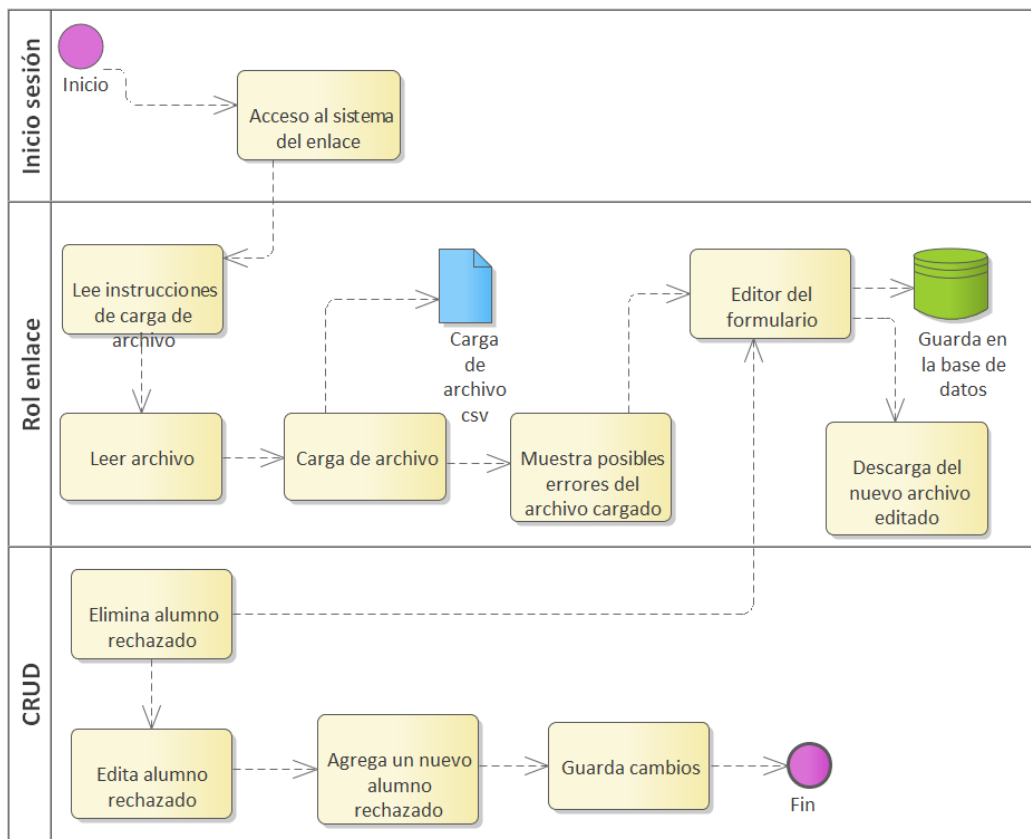 Inicio sesión
Inicio
Acceso al sistema
del enlace
Rol enlace
Lee instrucciones
de carga de
archivo
Carga
de
archivo
csv
Editor del
formulario
Guarda en
la base de
datos
Leer archivo
Carga de archivo
Muestra posibles
errores del
archivo cargado
Descarga del
nuevo archivo
editado
CRUD
Elimina alumno
rechazado
Edita alumno
rechazado
Agrega un nuevo
alumno
rechazado
Guarda cambios
Fin